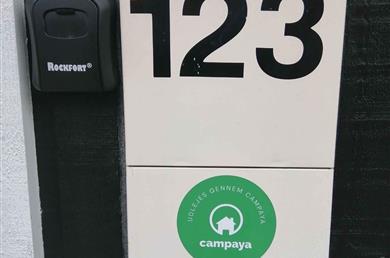 123
ROCKFORT®
UDLEJES GENNEM CAMPAYA
campaya